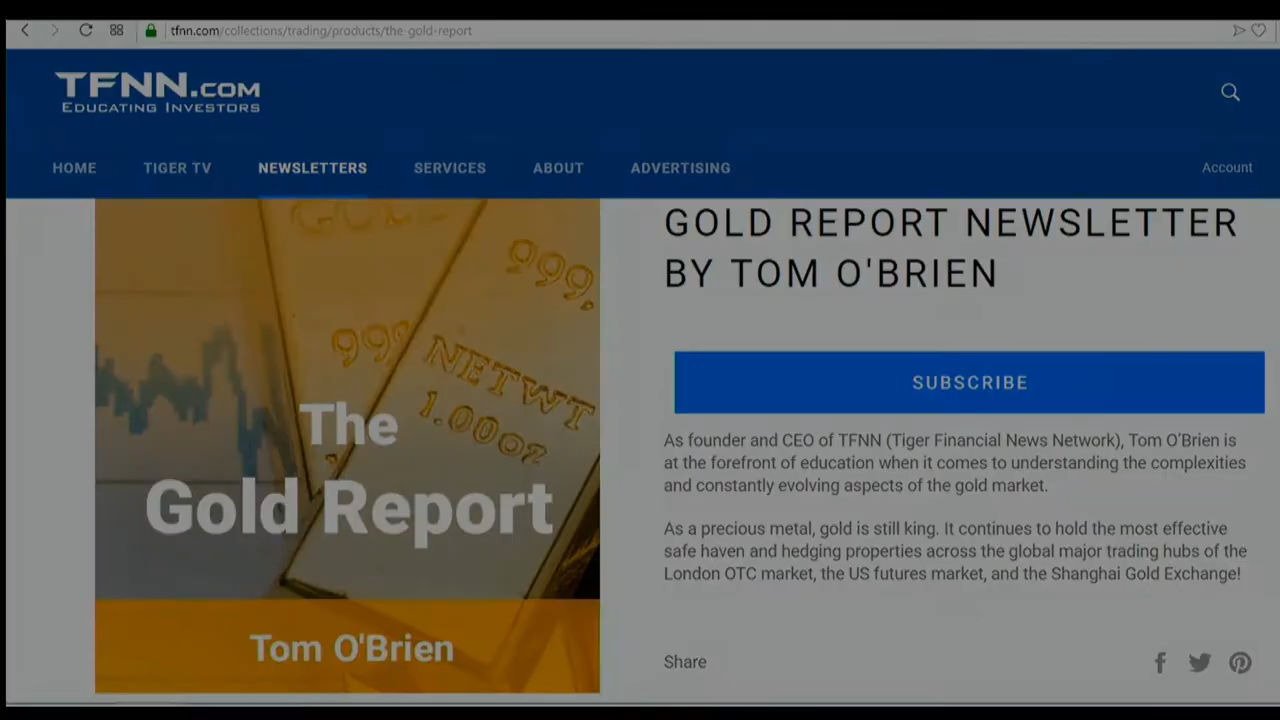 tfnn.com/collections/trading/products/the-gold-report
TFNN.COM
EDUCATING INVESTORS
HOME
TIGER TV
NEWSLETTERS
SERVICES
ABOUT
ADVERTISING
Account
GOLD
999.
999
NETWT
1.00oz
The
Gold Report
Tom O'Brien
GOLD REPORT NEWSLETTER
BY TOM O'BRIEN
SUBSCRIBE
As founder and CEO of TFNN (Tiger Financial News Network), Tom O'Brien is
at the forefront of education when it comes to understanding the complexities
and constantly evolving aspects of the gold market.
As a precious metal, gold is still king. It continues to hold the most effective
safe haven and hedging properties across the global major trading hubs of the
London OTC market, the US futures market, and the Shanghai Gold Exchange!
Share